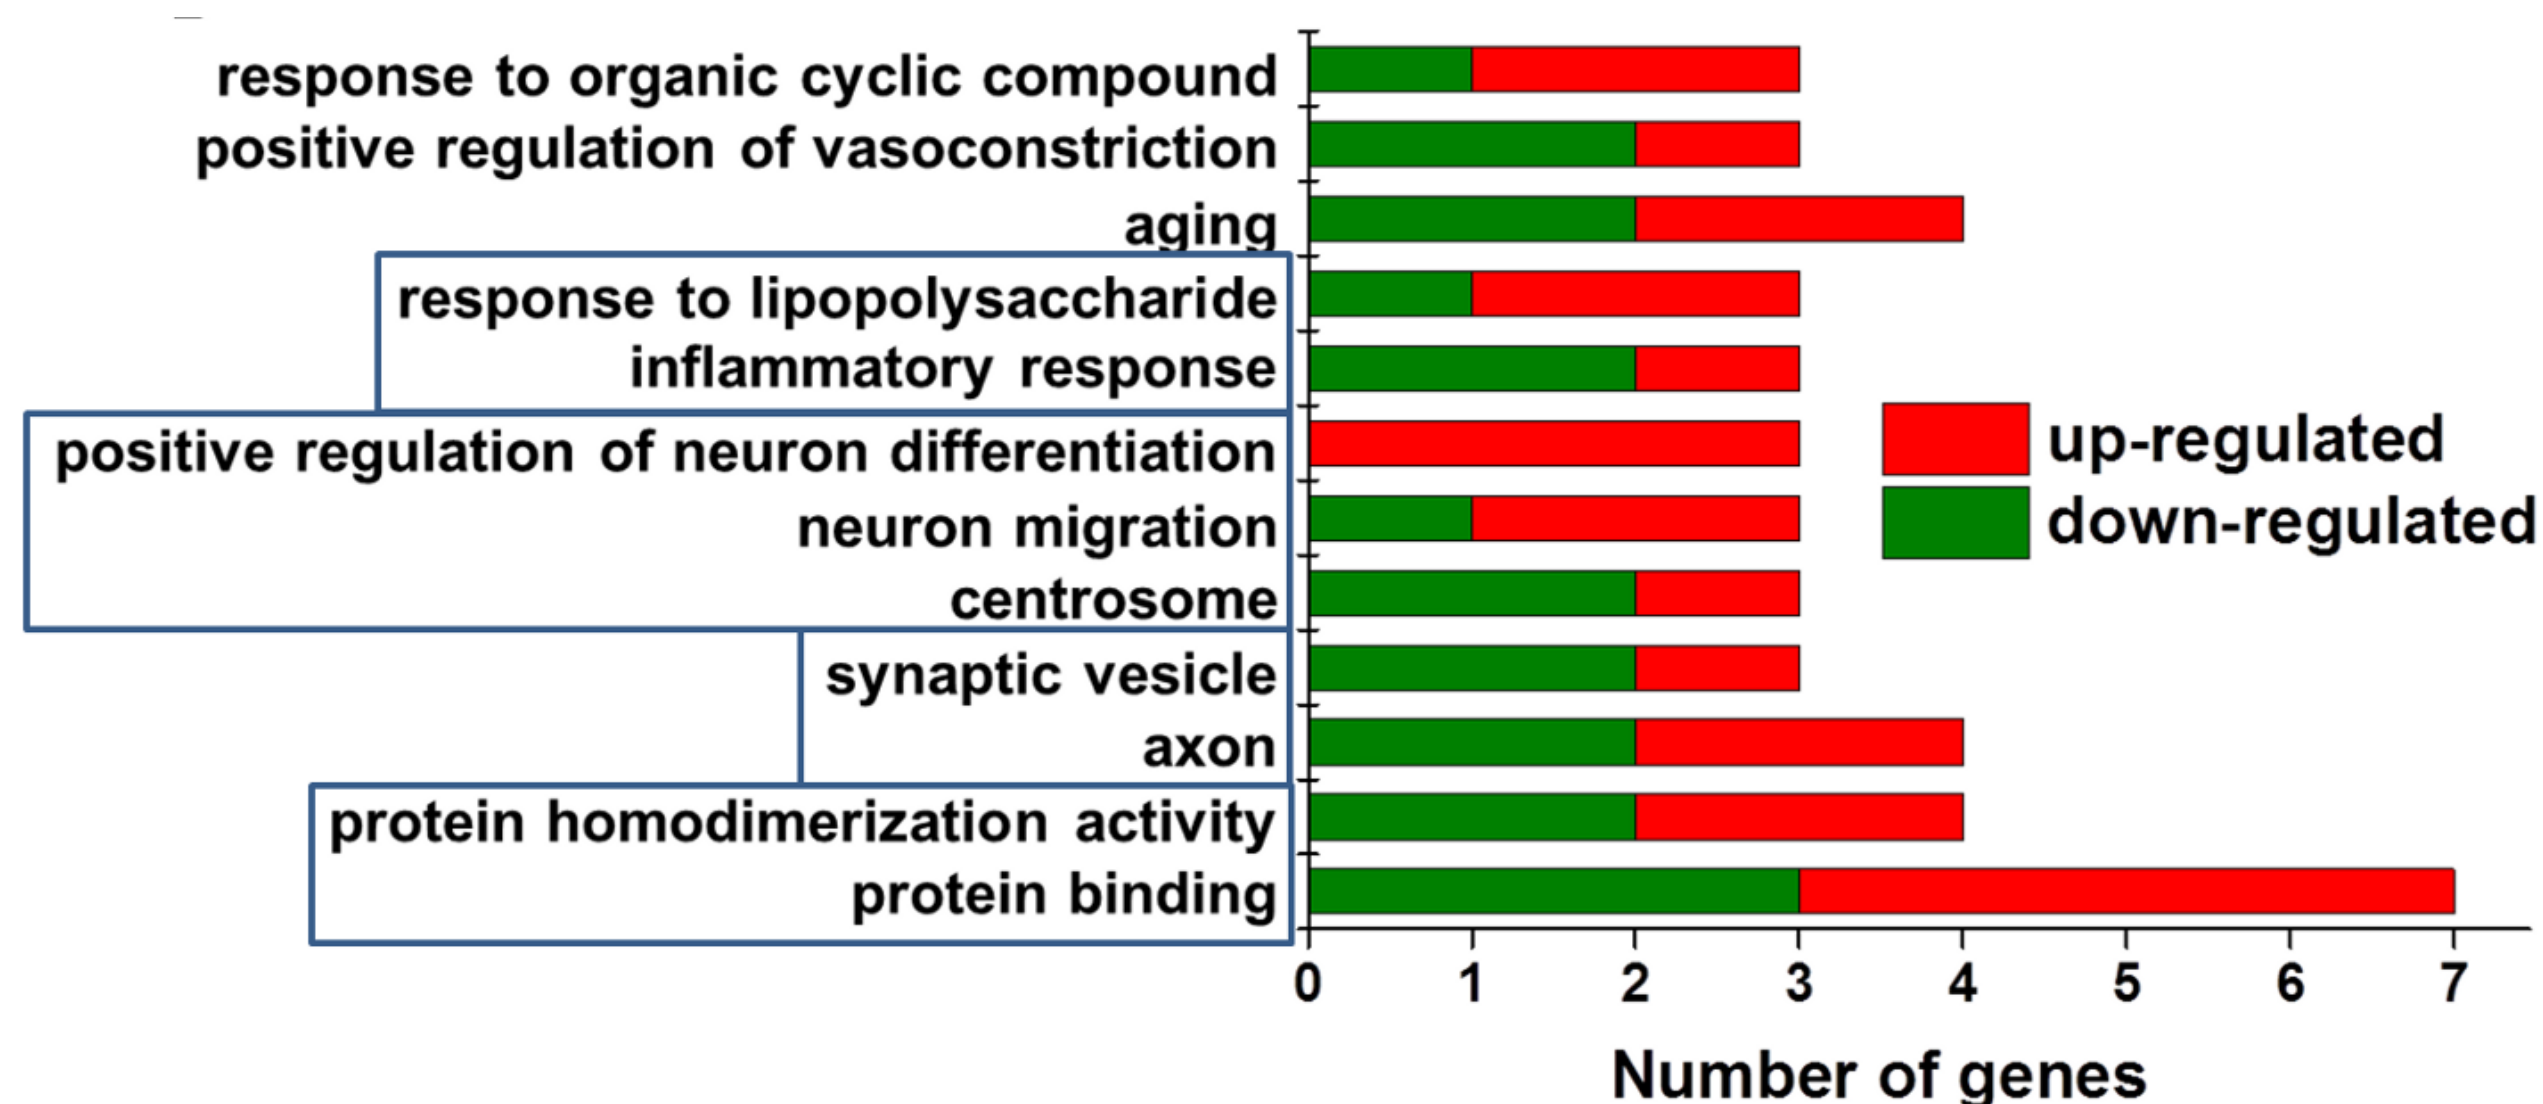 response to organic cyclic compound
positive regulation of vasoconstriction
aging
response to lipopolysaccharide
inflammatory response
positive regulation of neuron differentiation
neuron migration
centrosome
synaptic vesicle
axon
protein homodimerization activity
protein binding
up-regulated
down-regulated
0 1 2 3 4 5 6 7
Number of genes